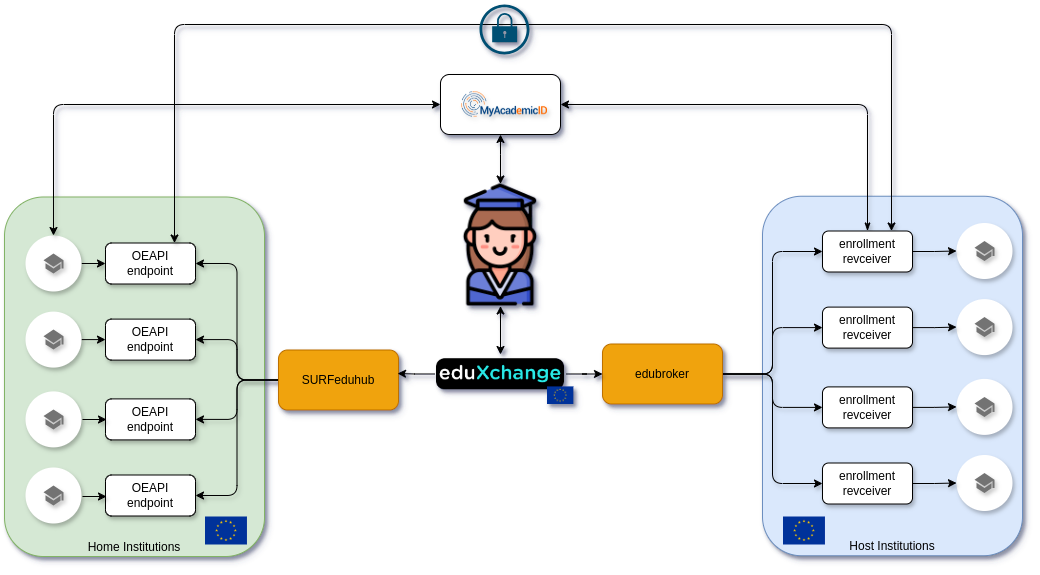 MyAcademicID
OEAPI
endpoint
OEAPI
endpoint
OEAPI
endpoint
OEAPI
endpoint
Home Institutions
SURFeduhub
eduXchange
edubroker
enrollment
revceiver
enrollment
revceiver
enrollment
revceiver
enrollment
revceiver
Host Institutions